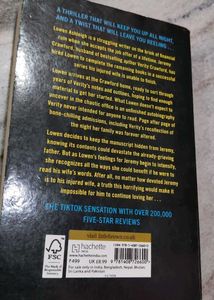 A THRILLER THAT WILL KEEP YOU UP ALL NIGHT,
AND A TWIST THAT WILL LEAVE YOU REELING ...
Lowen Ashleigh is a struggling writer on the brink of financial
ruin when she accepts the job offer of a lifetime. Jeremy
Crawford, husband of bestselling author Verity Crawford, has
hired Lowen to complete the remaining books in a successful
series his injured wife is unable to finish.
Lowen arrives at the Crawford home, ready to sort through
years of Verity's notes and outlines, hoping to find enough
material to get her started. What Lowen doesn't expect to
uncover in the chaotic office is an unfinished autobiography
Verity never intended for anyone to read. Page after page of
bone-chilling admissions, including Verity's recollection of
the night her family was forever altered.
Lowen decides to keep the manuscript hidden from Jeremy,
knowing its contents could devastate the already-grieving
father. But as Lowen's feelings for Jeremy begin to intensify,
she recognizes all the ways she could benefit if he were to
read his wife's words. After all, no matter how devoted Jeremy
is to his injured wife, a truth this horrifying would make it
impossible for him to continue loving her ...
THE TIKTOK SENSATION WITH OVER 200,000
FIVE-STAR REVIEWS
visit littlebrown.co.uk
FSC
hachette
₹499
UK £8.99
For sale only in India, Bangladesh, Nepal, Bhutan,
Sri Lanka and Pakistan